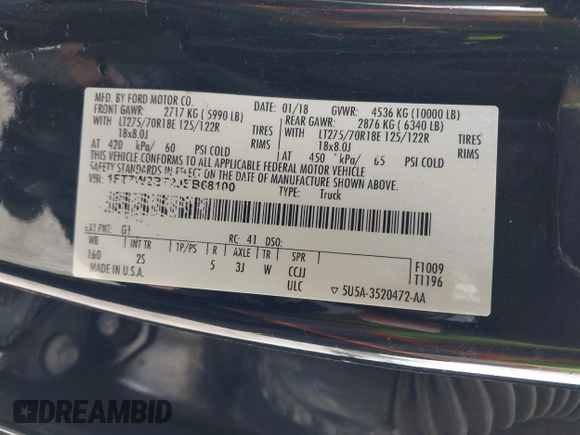 MFD. BY FORD MOTOR CO.
DATE: 01/18 GVWR: 4536 KG (10000 LB)
FRONT GAWR: 2717 KG (5990 LB) REAR GAWR: 2876 KG (6340 LB)
WITH LT275/70R18E 125/122R TIRES WITH LT275/70R18E 125/122R TIRES
18x8.0J RIMS 18x8.0J RIMS
AT 420 kPa/ 60 PSI COLD AT 450 kPa/ 65 PSI COLD
THIS VEHICLE CONFORMS TO ALL APPLICABLE FEDERAL MOTOR VEHICLE
SAFETY STANDARDS IN EFFECT ON THE DATE OF MANUFACTURE SHOWN ABOVE.
VIN: TYPE: Truck
EXT PNT: G1 RC: 41 DSO:
WB INT TR TP/PS R AXLE TR SPR F1009
160 2S 5 3J W CCJJ T1196
MADE IN U.S.A. ULC ▽ 5U5A-3520472-AA
DREAMBID